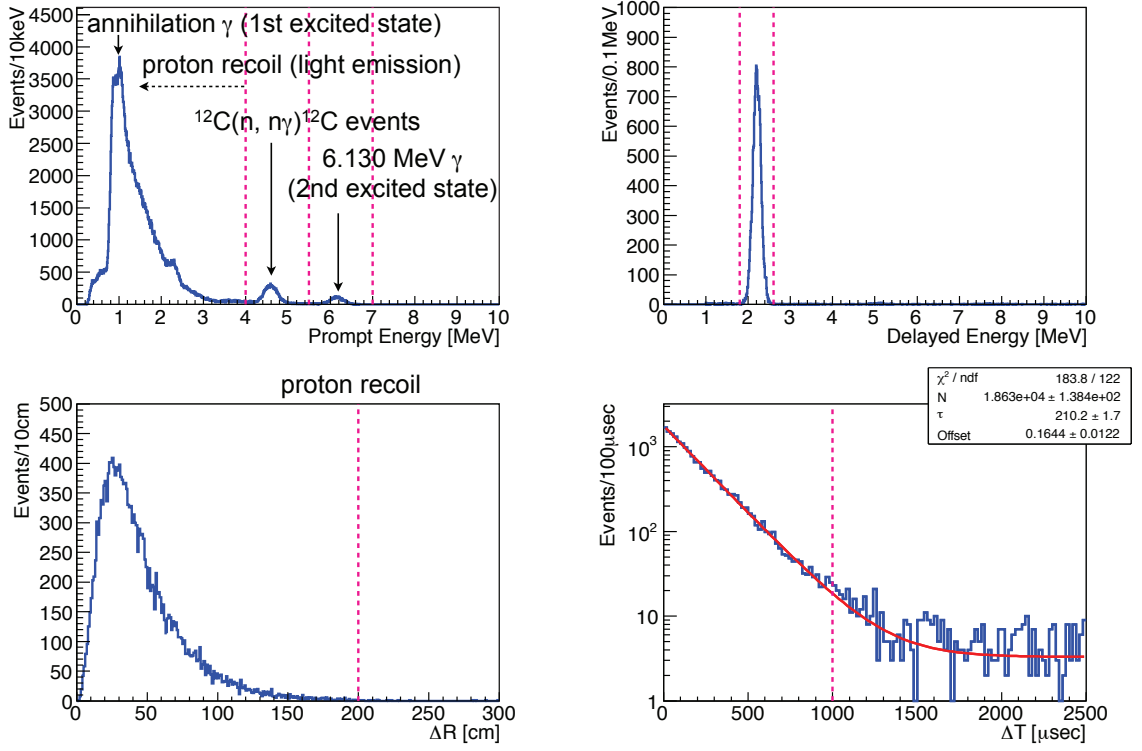 annihilation γ (1st excited state)
proton recoil (light emission)
¹²C(n, nγ)¹²C events
6.130 MeV γ
(2nd excited state)
Events/10keV
4500
4000
3500
3000
2500
2000
1500
1000
500
0
0 1 2 3 4 5 6 7 8 9 10
Prompt Energy [MeV]
Events/0.1MeV
1000
900
800
700
600
500
400
300
200
100
0
0 1 2 3 4 5 6 7 8 9 10
Delayed Energy [MeV]
proton recoil
Events/10cm
500
450
400
350
300
250
200
150
100
50
0
0 50 100 150 200 250 300
ΔR [cm]
χ² / ndf 183.8 / 122
N 1.863e+04 ± 1.384e+02
τ 210.2 ± 1.7
Offset 0.1644 ± 0.0122
Events/100μsec
10³
10²
10
1
0 500 1000 1500 2000 2500
ΔT [μsec]